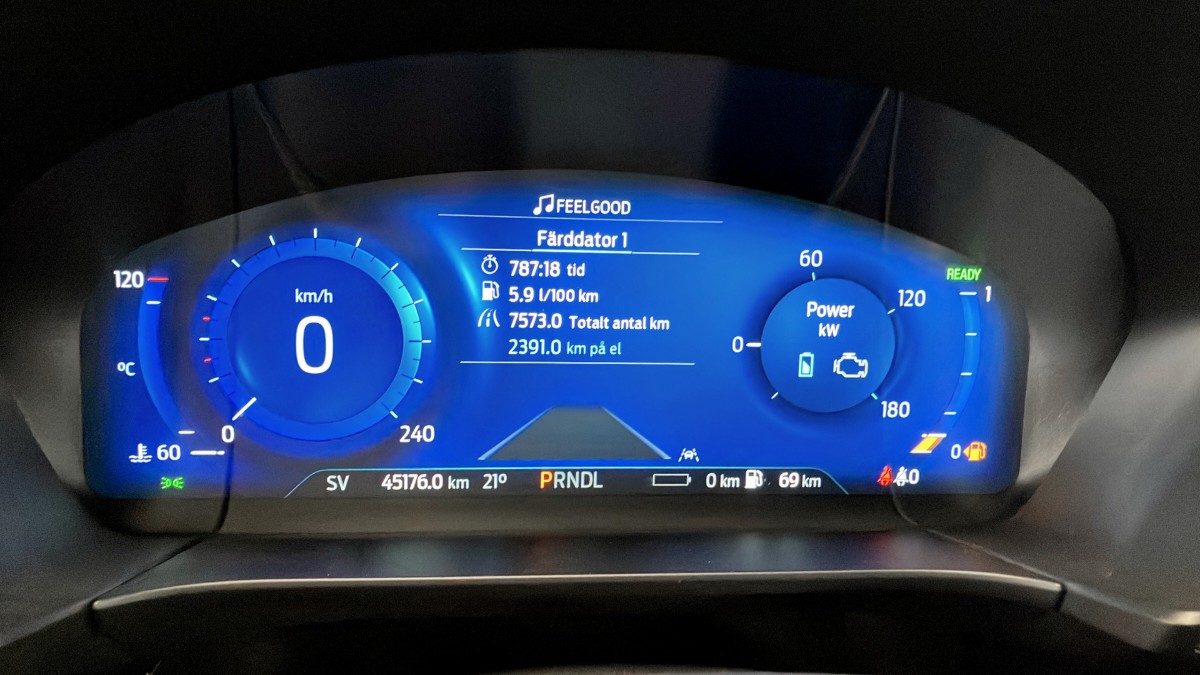 FEELGOOD
Färddator 1
787:18 tid
5.9 l/100 km
7573.0 Totalt antal km
2391.0 km på el
120
°C
60
km/h
0
0
240
Power
kW
0
60
120
180
READY
1
0
SV 45176.0 km 21° PRNDL 0 km 69 km
0